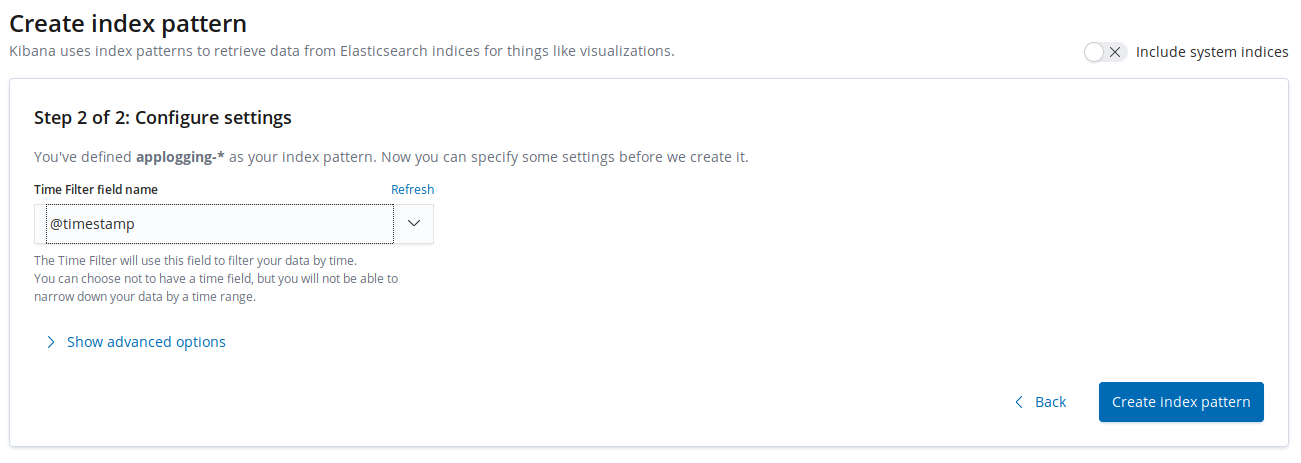 Create index pattern
Kibana uses index patterns to retrieve data from Elasticsearch indices for things like visualizations.
Include system indices
Step 2 of 2: Configure settings
You've defined applogging-* as your index pattern. Now you can specify some settings before we create it.
Time Filter field name
Refresh
@timestamp
The Time Filter will use this field to filter your data by time.
You can choose not to have a time field, but you will not be able to
narrow down your data by a time range.
Show advanced options
Back
Create index pattern